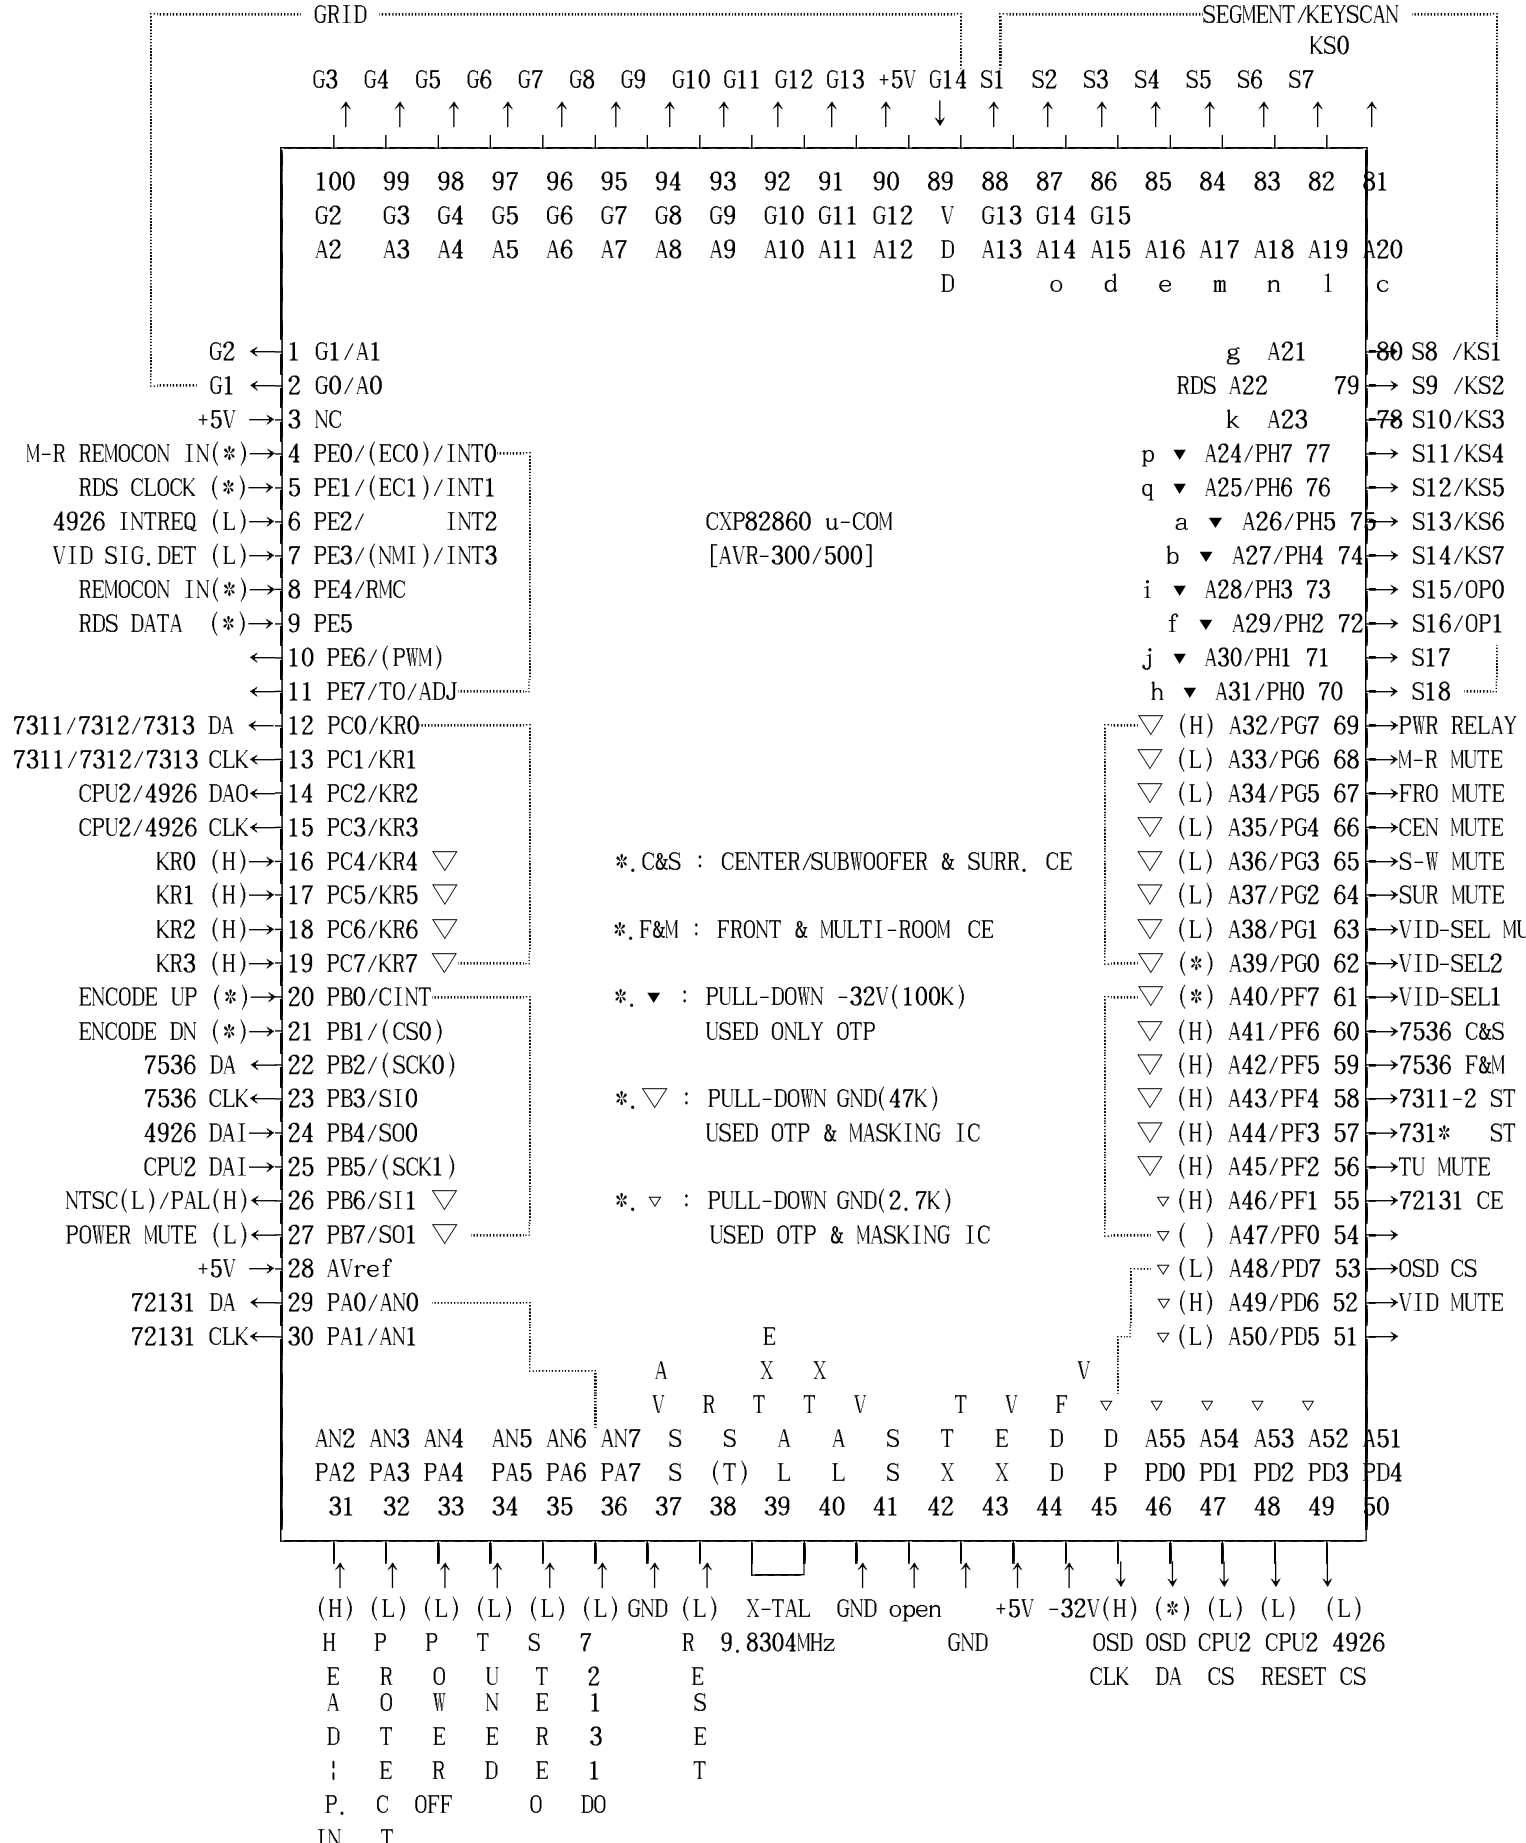 GRID SEGMENT/KEYSCAN
KS0
G3 G4 G5 G6 G7 G8 G9 G10 G11 G12 G13 +5V G14 S1 S2 S3 S4 S5 S6 S7
↑ ↑ ↑ ↑ ↑ ↑ ↑ ↑ ↑ ↑ ↑ ↓ ↑ ↑ ↑ ↑ ↑ ↑ ↑ ↑
100 99 98 97 96 95 94 93 92 91 90 89 88 87 86 85 84 83 82 81
G2 G3 G4 G5 G6 G7 G8 G9 G10 G11 G12 V G13 G14 G15
A2 A3 A4 A5 A6 A7 A8 A9 A10 A11 A12 D A13 A14 A15 A16 A17 A18 A19 A20
D o d e m n l c
G2 ← 1 G1/A1 g A21 80→ S8 /KS1
G1 ← 2 G0/A0 RDS A22 79 → S9 /KS2
+5V → 3 NC k A23 78→ S10/KS3
M-R REMOCON IN(*)→ 4 PE0/(EC0)/INT0 p ▼ A24/PH7 77 → S11/KS4
RDS CLOCK (*)→ 5 PE1/(EC1)/INT1 q ▼ A25/PH6 76 → S12/KS5
4926 INTREQ (L)→ 6 PE2/ INT2 CXP82860 u-COM a ▼ A26/PH5 75→ S13/KS6
VID SIG.DET (L)→ 7 PE3/(NMI)/INT3 [AVR-300/500] b ▼ A27/PH4 74→ S14/KS7
REMOCON IN(*)→ 8 PE4/RMC i ▼ A28/PH3 73 → S15/OP0
RDS DATA (*)→ 9 PE5 f ▼ A29/PH2 72→ S16/OP1
← 10 PE6/(PWM) j ▼ A30/PH1 71 → S17
← 11 PE7/TO/ADJ h ▼ A31/PH0 70 → S18
7311/7312/7313 DA ← 12 PC0/KR0 ▽ (H) A32/PG7 69 →PWR RELAY
7311/7312/7313 CLK← 13 PC1/KR1 ▽ (L) A33/PG6 68 →M-R MUTE
CPU2/4926 DAO← 14 PC2/KR2 ▽ (L) A34/PG5 67 →FRO MUTE
CPU2/4926 CLK← 15 PC3/KR3 ▽ (L) A35/PG4 66 →CEN MUTE
KR0 (H)→ 16 PC4/KR4 ▽ *.C&S : CENTER/SUBWOOFER & SURR. CE ▽ (L) A36/PG3 65 →S-W MUTE
KR1 (H)→ 17 PC5/KR5 ▽ ▽ (L) A37/PG2 64 →SUR MUTE
KR2 (H)→ 18 PC6/KR6 ▽ *.F&M : FRONT & MULTI-ROOM CE ▽ (L) A38/PG1 63 →VID-SEL MU
KR3 (H)→ 19 PC7/KR7 ▽ ▽ (*) A39/PG0 62 →VID-SEL2
ENCODE UP (*)→ 20 PB0/CINT *. ▼ : PULL-DOWN -32V(100K) ▽ (*) A40/PF7 61 →VID-SEL1
ENCODE DN (*)→ 21 PB1/(CS0) USED ONLY OTP ▽ (H) A41/PF6 60 →7536 C&S
7536 DA ← 22 PB2/(SCK0) ▽ (H) A42/PF5 59 →7536 F&M
7536 CLK← 23 PB3/SI0 *. ▽ : PULL-DOWN GND(47K) ▽ (H) A43/PF4 58 →7311-2 ST
4926 DAI→ 24 PB4/SO0 USED OTP & MASKING IC ▽ (H) A44/PF3 57 →731* ST
CPU2 DAI→ 25 PB5/(SCK1) ▽ (H) A45/PF2 56 →TU MUTE
NTSC(L)/PAL(H)← 26 PB6/SI1 ▽ *. ▽ : PULL-DOWN GND(2.7K) ▽ (H) A46/PF1 55 →72131 CE
POWER MUTE (L)← 27 PB7/SO1 ▽ USED OTP & MASKING IC ▽ ( ) A47/PF0 54 →
+5V → 28 AVref ▽ (L) A48/PD7 53 →OSD CS
72131 DA ← 29 PA0/AN0 ▽ (H) A49/PD6 52 →VID MUTE
72131 CLK← 30 PA1/AN1 E ▽ (L) A50/PD5 51 →
A X X V
V R T T V T V F ▽ ▽ ▽ ▽ ▽
AN2 AN3 AN4 AN5 AN6 AN7 S S A A S T E D D A55 A54 A53 A52 A51
PA2 PA3 PA4 PA5 PA6 PA7 S (T) L L S X X D P PD0 PD1 PD2 PD3 PD4
31 32 33 34 35 36 37 38 39 40 41 42 43 44 45 46 47 48 49 50
↑ ↑ ↑ ↑ ↑ ↑ ↑ ↑ ↑ ↑ ↑ ↑ ↑ ↓ ↓ ↓ ↓ ↓
(H) (L) (L) (L) (L) (L) GND (L) X-TAL GND open +5V -32V(H) (*) (L) (L) (L)
H P P T S 7 R 9.8304MHz GND OSD OSD CPU2 CPU2 4926
E R O U T 2 E CLK DA CS RESET CS
A O W N E 1 S
D T E E R 3 E
¦ E R D E 1 T
P. C OFF O DO
IN T